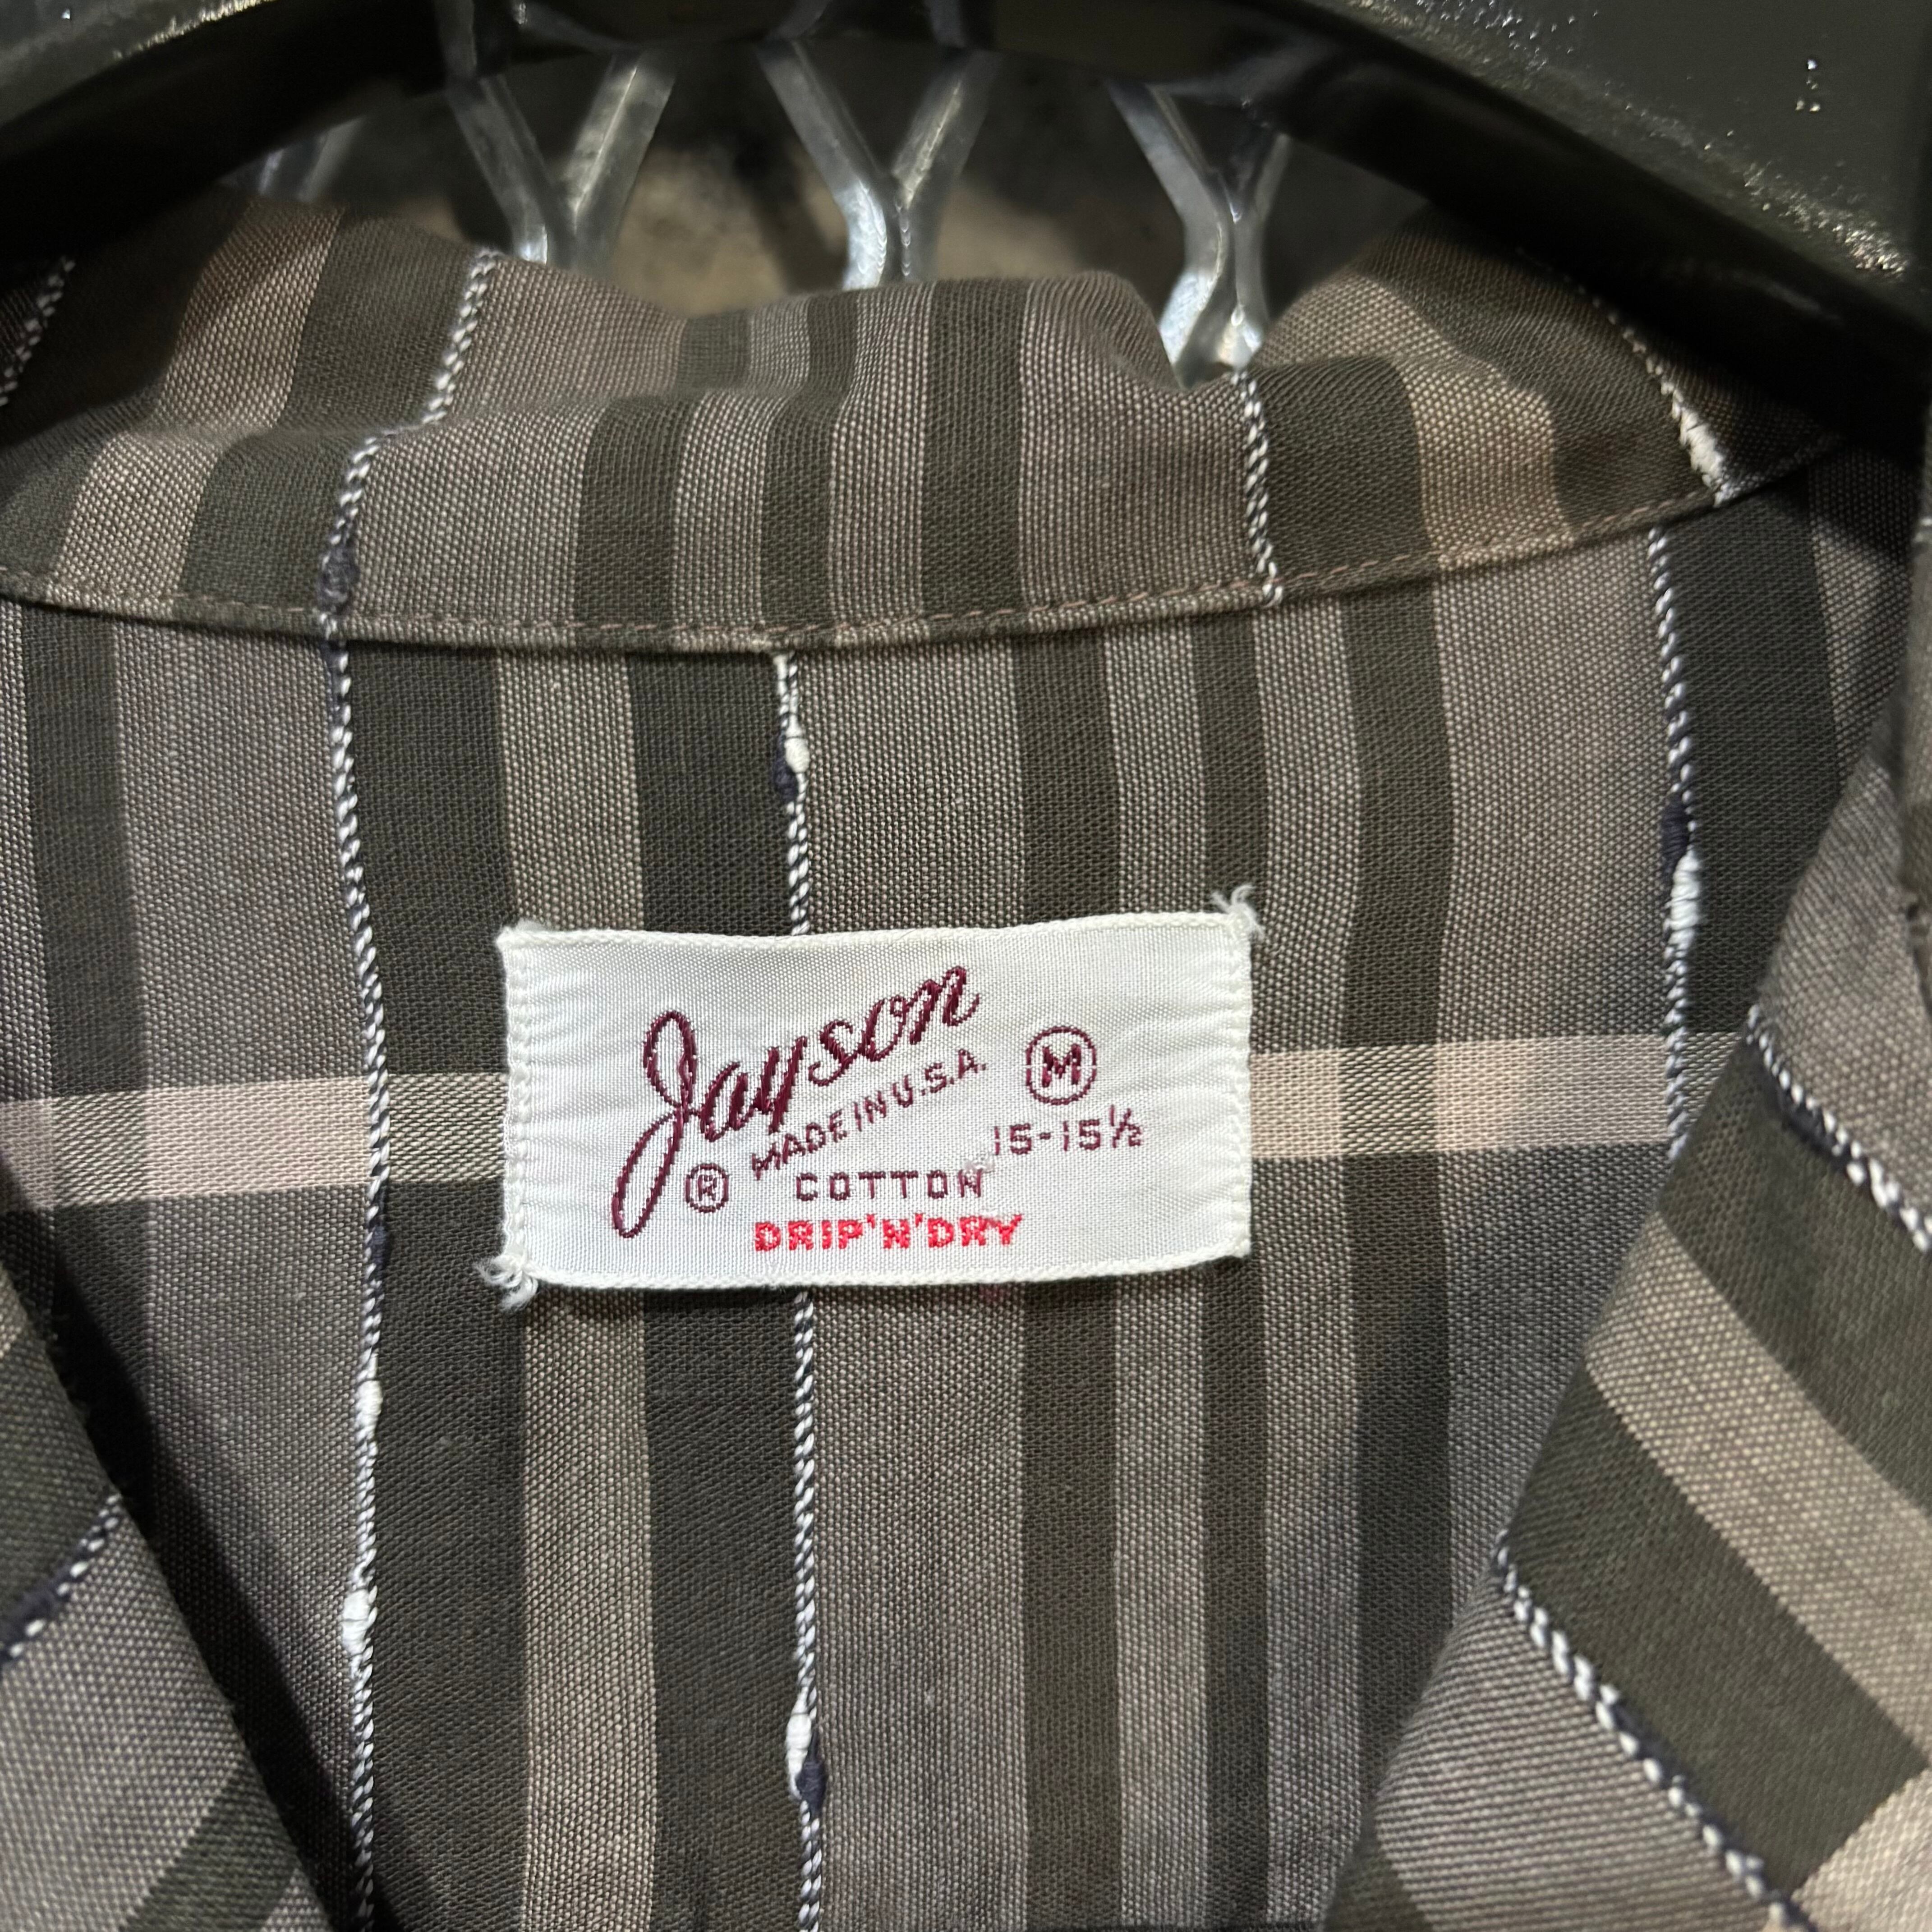 Jayson
MADE IN U.S.A.
Ⓜ
15-15½
®
COTTON
DRIP'N'DRY